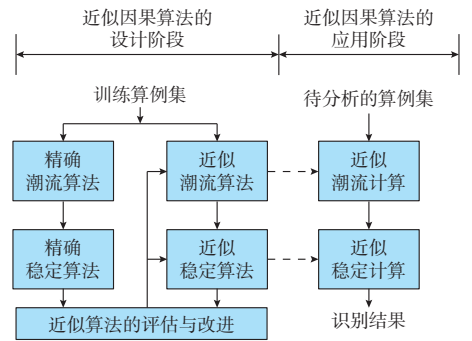 近似因果算法的
设计阶段
近似因果算法的
应用阶段
训练算例集
待分析的算例集
精确
潮流算法
近似
潮流算法
近似
潮流计算
精确
稳定算法
近似
稳定算法
近似
稳定计算
近似算法的评估与改进
识别结果